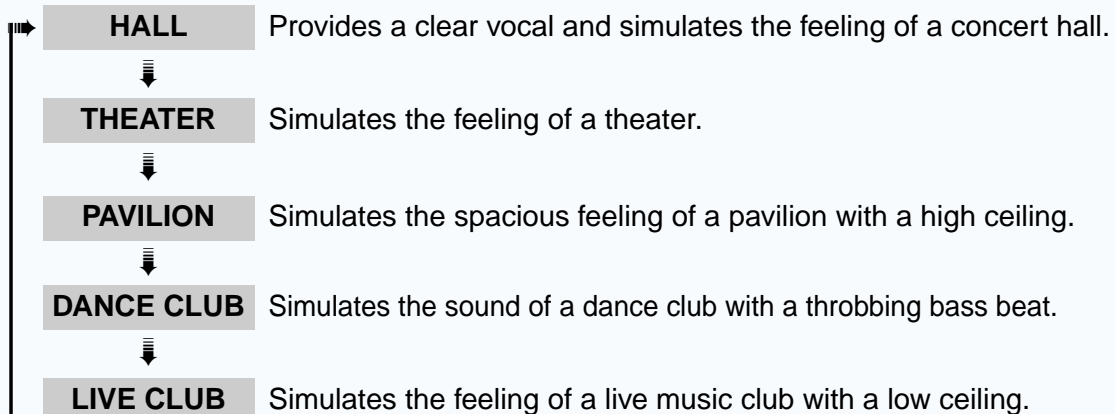 HALL Provides a clear vocal and simulates the feeling of a concert hall.
THEATER Simulates the feeling of a theater.
PAVILION Simulates the spacious feeling of a pavilion with a high ceiling.
DANCE CLUB Simulates the sound of a dance club with a throbbing bass beat.
LIVE CLUB Simulates the feeling of a live music club with a low ceiling.